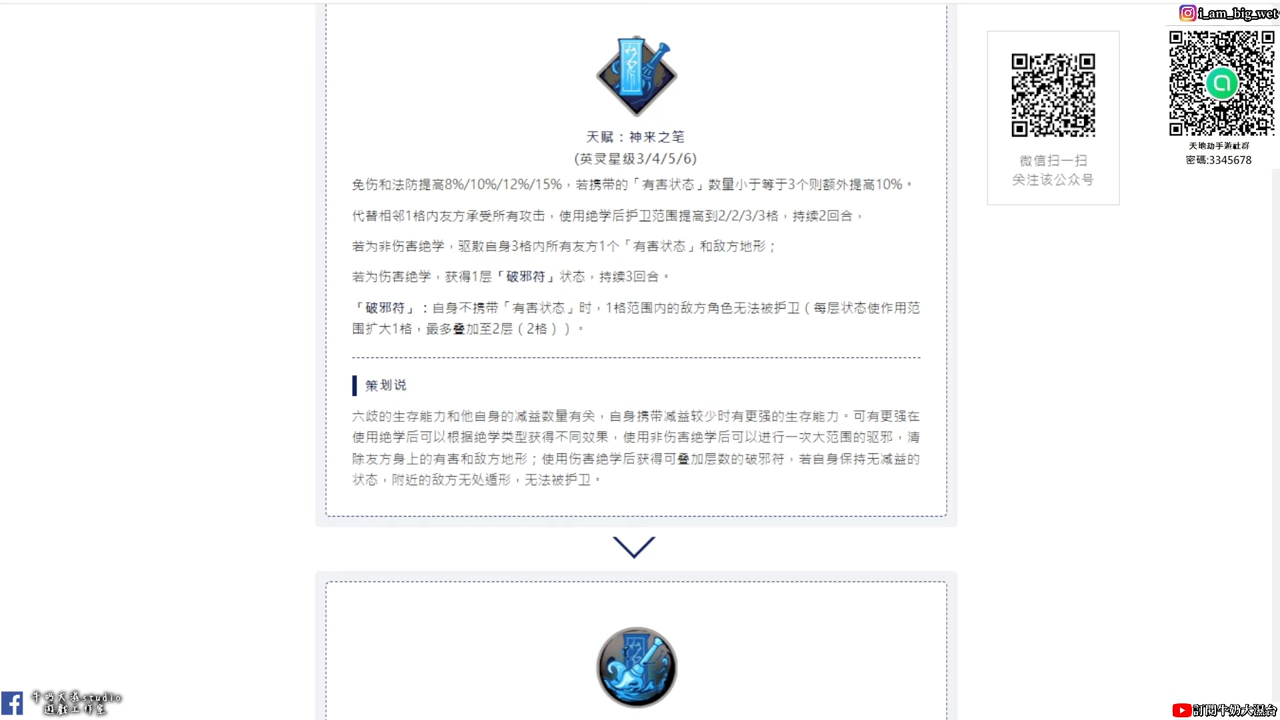 i_am_big_wet
天赋：神来之笔
(英灵星级3/4/5/6)
免伤和法防提高8%/10%/12%/15%，若携带的「有害状态」数量小于等于3个则额外提高10%。
代替相邻1格内友方承受所有攻击，使用绝学后护卫范围提高到2/2/3/3格，持续2回合。
若为非伤害绝学，驱散自身3格内所有友方1个「有害状态」和敌方地形；
若为伤害绝学，获得1层「破邪符」状态，持续3回合。
「破邪符」：自身不携带「有害状态」时，1格范围内的敌方角色无法被护卫（每层状态使作用范
围扩大1格，最多叠加至2层（2格））。
策划说
六歧的生存能力和他自身的减益数量有关，自身携带减益较少时有更强的生存能力。可有更强在
使用绝学后可以根据绝学类型获得不同效果，使用非伤害绝学后可以进行一次大范围的驱邪，清
除友方身上的有害和敌方地形；使用伤害绝学后获得可叠加层数的破邪符，若自身保持无减益的
状态，附近的敌方无处遁形，无法被护卫。
微信扫一扫
关注该公众号
天地劫手游社群
密碼:3345678
牛奶大混studio
遊戲工作室
訂閱牛奶大混台